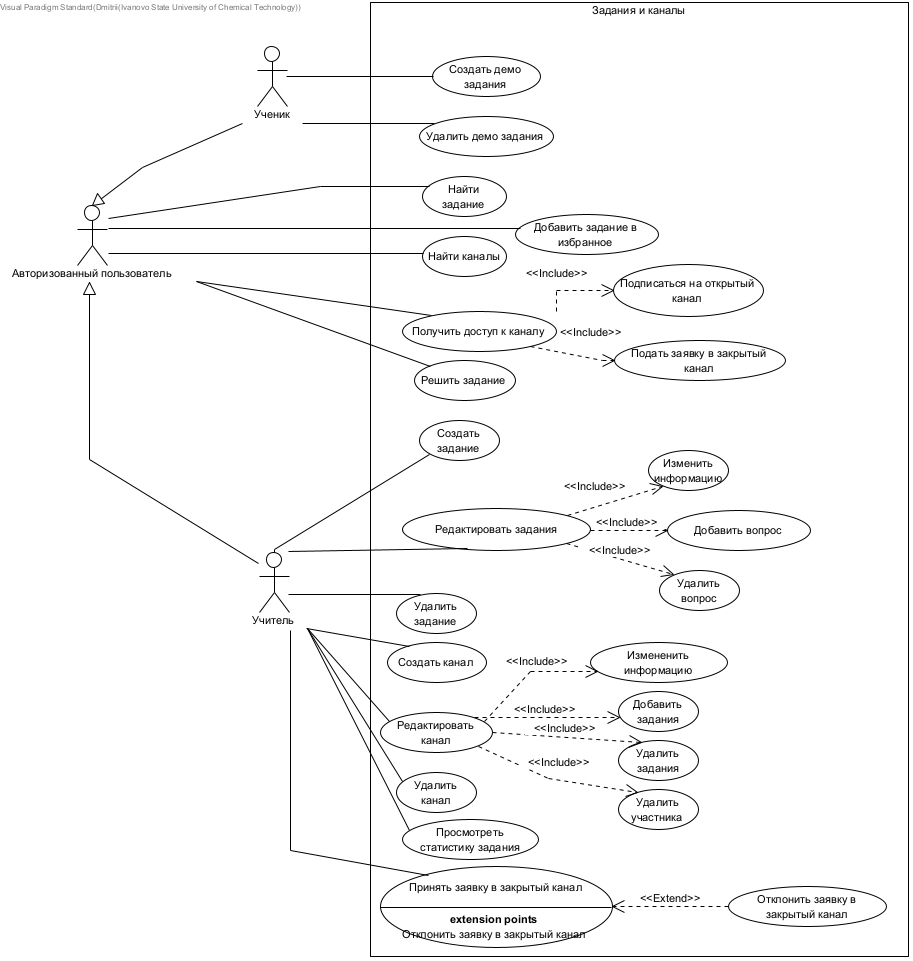 Visual Paradigm Standard(Dmitrii(Ivanovo State University of Chemical Technology))
Задания и каналы
Создать демо
задания
Ученик
Удалить демо задания
Найти
задание
Добавить задание в
избранное
Найти каналы
Авторизованный пользователь
<<Include>>
Подписаться на открытый
канал
Получить доступ к каналу
<<Include>>
Подать заявку в закрытый
канал
Решить задание
Создать
задание
Изменить
информацию
<<Include>>
Редактировать задания
<<Include>>
Добавить вопрос
<<Include>>
Удалить
вопрос
Учитель
Удалить
задание
Создать канал
<<Include>>
Измененить
информацию
Редактировать
канал
<<Include>>
Добавить
задания
<<Include>>
Удалить
задания
<<Include>>
Удалить
канал
Удалить
участника
Просмотреть
статистику задания
Принять заявку в закрытый канал
extension points
Отклонить заявку в закрытый канал
<<Extend>>
Отклонить заявку в
закрытый канал